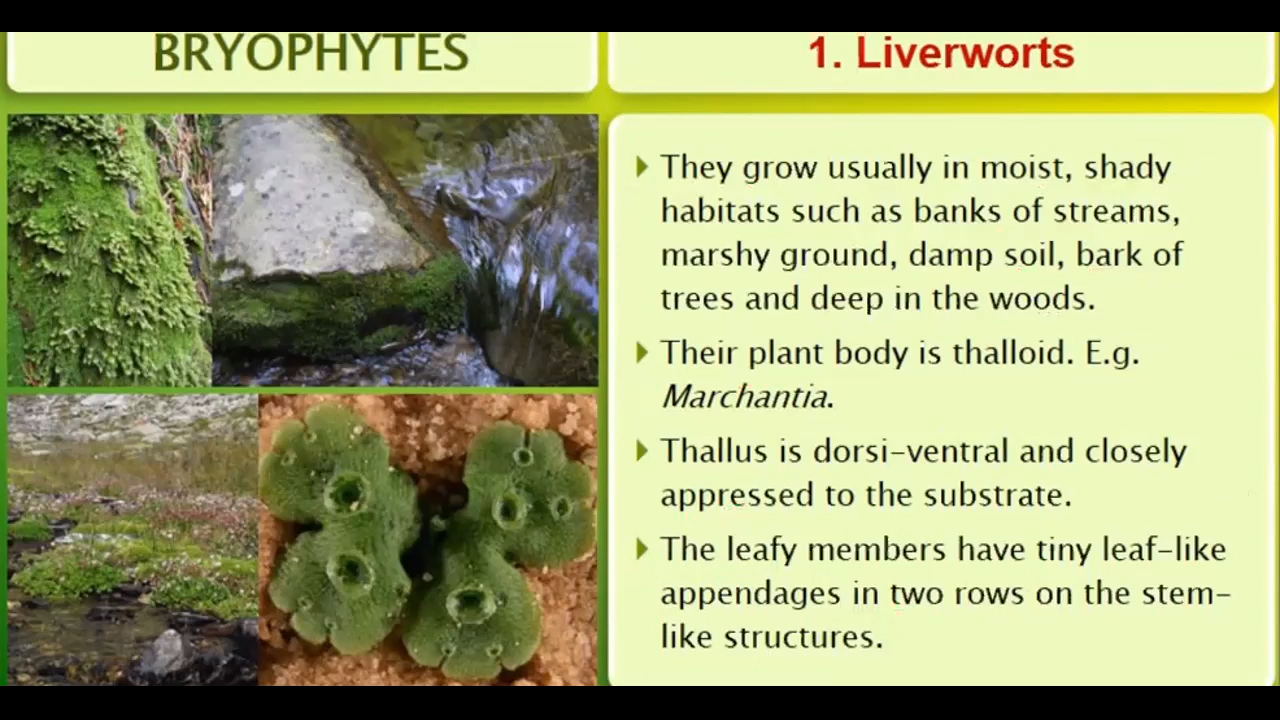 BRYOPHYTES
1. Liverworts
They grow usually in moist, shady
habitats such as banks of streams,
marshy ground, damp soil, bark of
trees and deep in the woods.
Their plant body is thalloid. E.g.
Marchantia.
Thallus is dorsi-ventral and closely
appressed to the substrate.
The leafy members have tiny leaf-like
appendages in two rows on the stem-
like structures.